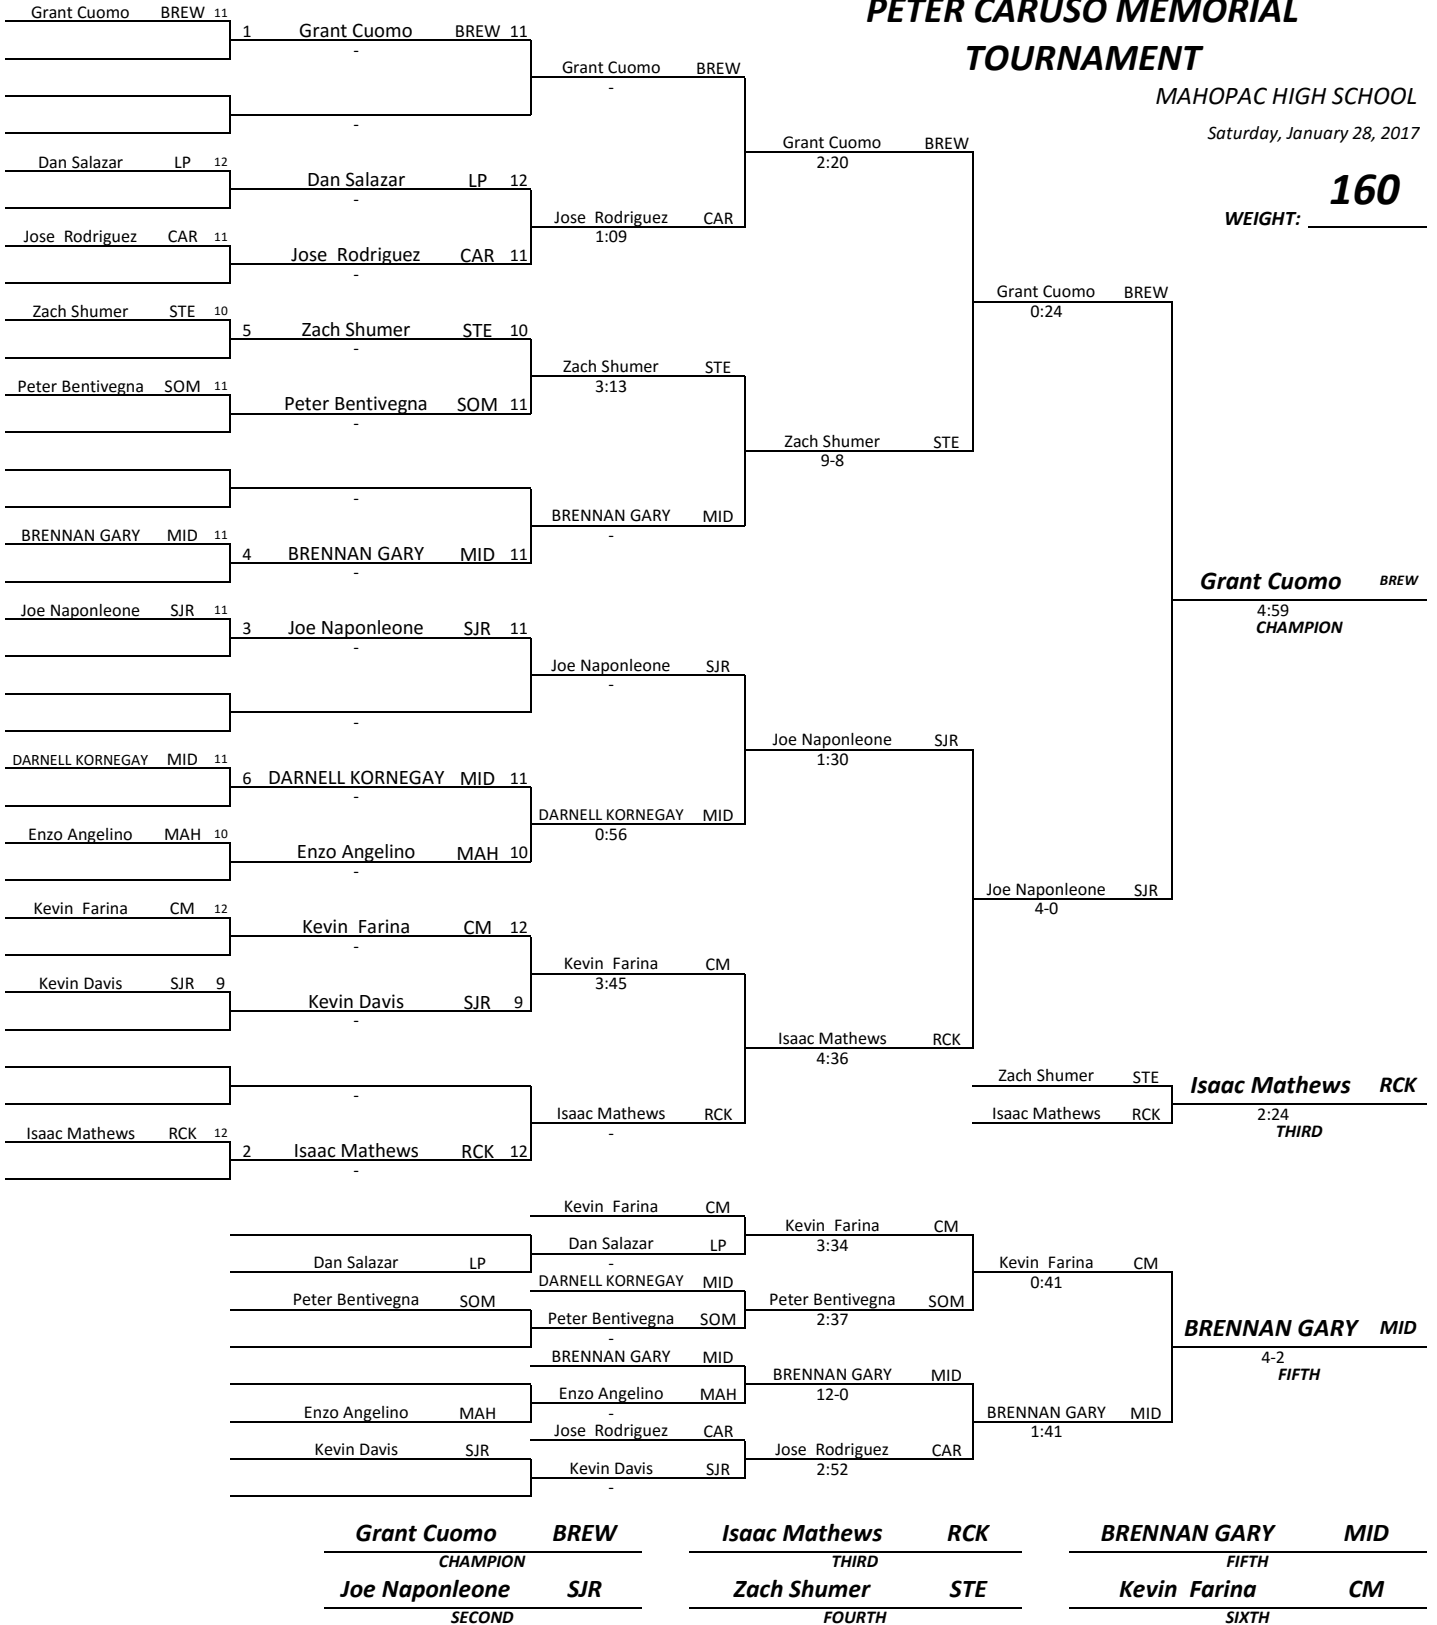 PETER CARUSO MEMORIAL
TOURNAMENT
MAHOPAC HIGH SCHOOL
Saturday, January 28, 2017
160
WEIGHT:
Grant Cuomo BREW 11
1 Grant Cuomo BREW 11
-
Grant Cuomo BREW
-
-
Grant Cuomo BREW
2:20
Dan Salazar LP 12
Dan Salazar LP 12
-
Jose Rodriguez CAR
1:09
Jose Rodriguez CAR 11
Jose Rodriguez CAR 11
-
Grant Cuomo BREW
0:24
Zach Shumer STE 10
5 Zach Shumer STE 10
-
Zach Shumer STE
3:13
Peter Bentivegna SOM 11
Peter Bentivegna SOM 11
-
Zach Shumer STE
9-8
-
BRENNAN GARY MID
-
BRENNAN GARY MID 11
4 BRENNAN GARY MID 11
-
Grant Cuomo BREW
4:59
CHAMPION
Joe Naponleone SJR 11
3 Joe Naponleone SJR 11
-
Joe Naponleone SJR
-
-
Joe Naponleone SJR
1:30
DARNELL KORNEGAY MID 11
6 DARNELL KORNEGAY MID 11
-
DARNELL KORNEGAY MID
0:56
Enzo Angelino MAH 10
Enzo Angelino MAH 10
-
Joe Naponleone SJR
4-0
Kevin Farina CM 12
Kevin Farina CM 12
-
Kevin Farina CM
3:45
Kevin Davis SJR 9
Kevin Davis SJR 9
-
Isaac Mathews RCK
4:36
Zach Shumer STE
Isaac Mathews RCK
Isaac Mathews RCK
2:24
THIRD
-
Isaac Mathews RCK
-
Isaac Mathews RCK 12
2 Isaac Mathews RCK 12
-
Kevin Farina CM
Kevin Farina CM
3:34
Dan Salazar LP
-
Dan Salazar LP
Kevin Farina CM
0:41
DARNELL KORNEGAY MID
Peter Bentivegna SOM
Peter Bentivegna SOM
2:37
Peter Bentivegna SOM
-
BRENNAN GARY MID
4-2
FIFTH
BRENNAN GARY MID
BRENNAN GARY MID
12-0
Enzo Angelino MAH
-
Enzo Angelino MAH
BRENNAN GARY MID
1:41
Jose Rodriguez CAR
Kevin Davis SJR
Jose Rodriguez CAR
2:52
Kevin Davis SJR
-
Grant Cuomo BREW Isaac Mathews RCK BRENNAN GARY MID
CHAMPION THIRD FIFTH
Joe Naponleone SJR Zach Shumer STE Kevin Farina CM
SECOND FOURTH SIXTH